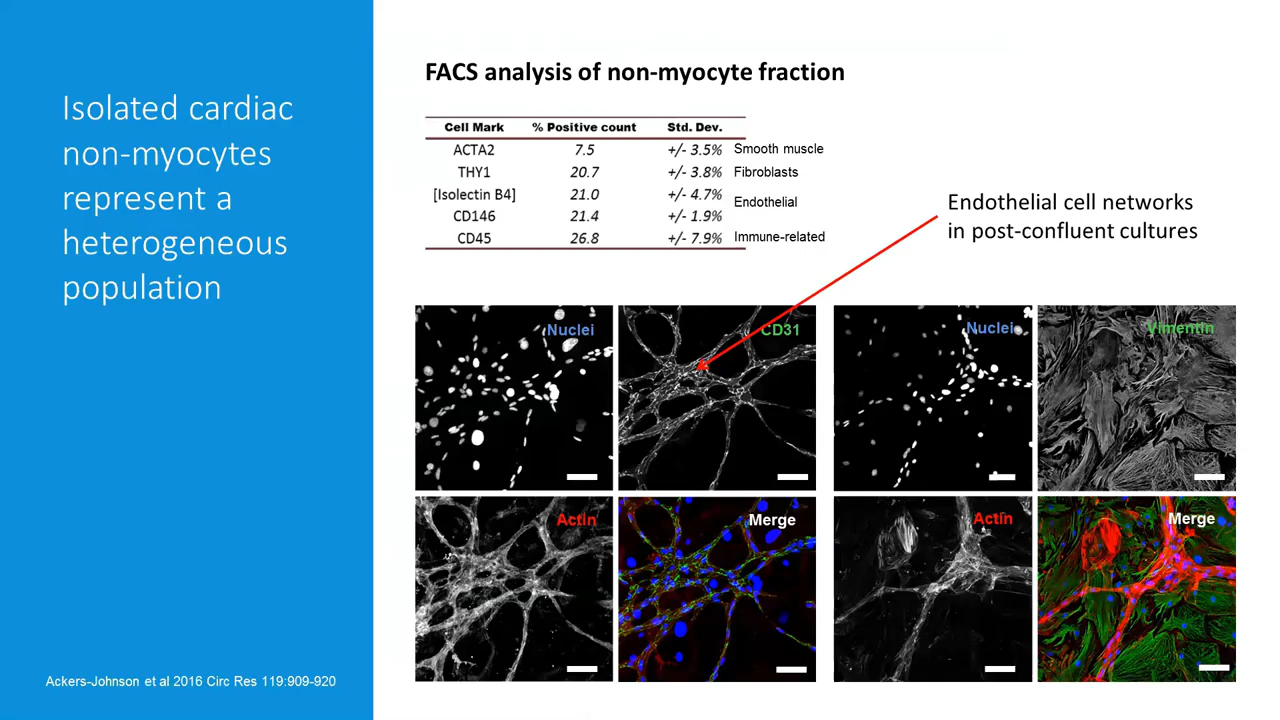 Isolated cardiac
non-myocytes
represent a
heterogeneous
population
Ackers-Johnson et al 2016 Circ Res 119:909-920
FACS analysis of non-myocyte fraction
Cell Mark % Positive count Std. Dev.
ACTA2 7.5 +/- 3.5% Smooth muscle
THY1 20.7 +/- 3.8% Fibroblasts
[Isolectin B4] 21.0 +/- 4.7%
Endothelial
CD146 21.4 +/- 1.9%
CD45 26.8 +/- 7.9% Immune-related
Endothelial cell networks
in post-confluent cultures
Nuclei
CD31
Nuclei
Vimentin
Actin
Merge
Actin
Merge